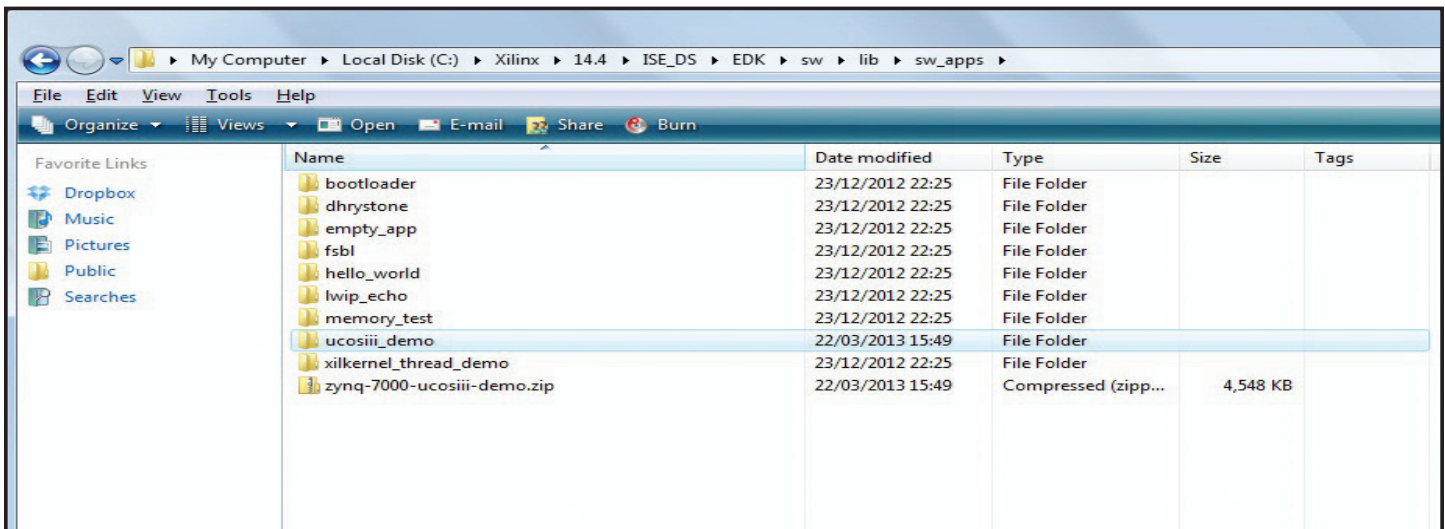 My Computer Local Disk (C:) Xilinx 14.4 ISE_DS EDK sw lib sw_apps
File Edit View Tools Help
Organize Views Open E-mail Share Burn
Favorite Links
Dropbox
Music
Pictures
Public
Searches
Name Date modified Type Size Tags
bootloader 23/12/2012 22:25 File Folder
dhrystone 23/12/2012 22:25 File Folder
empty_app 23/12/2012 22:25 File Folder
fsbl 23/12/2012 22:25 File Folder
hello_world 23/12/2012 22:25 File Folder
lwip_echo 23/12/2012 22:25 File Folder
memory_test 23/12/2012 22:25 File Folder
ucosiii_demo 22/03/2013 15:49 File Folder
xilkernel_thread_demo 23/12/2012 22:25 File Folder
zynq-7000-ucosiii-demo.zip 22/03/2013 15:49 Compressed (zipp... 4,548 KB